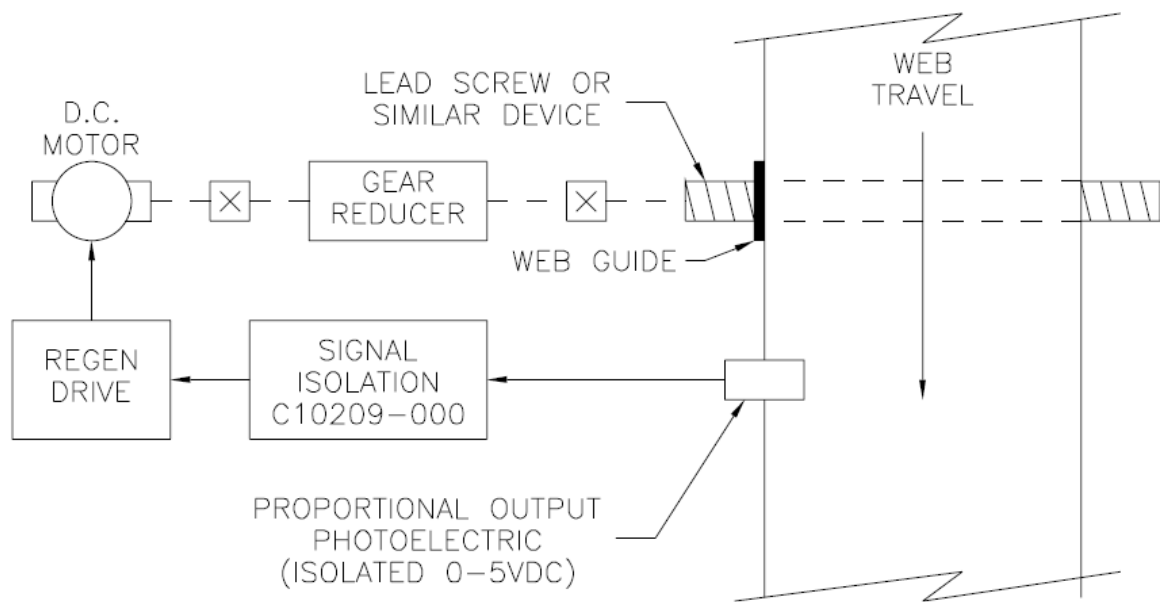 LEAD SCREW OR
SIMILAR DEVICE
WEB
TRAVEL
D.C.
MOTOR
GEAR
REDUCER
WEB GUIDE
REGEN
DRIVE
SIGNAL
ISOLATION
C10209-000
PROPORTIONAL OUTPUT
PHOTOELECTRIC
(ISOLATED 0-5VDC)